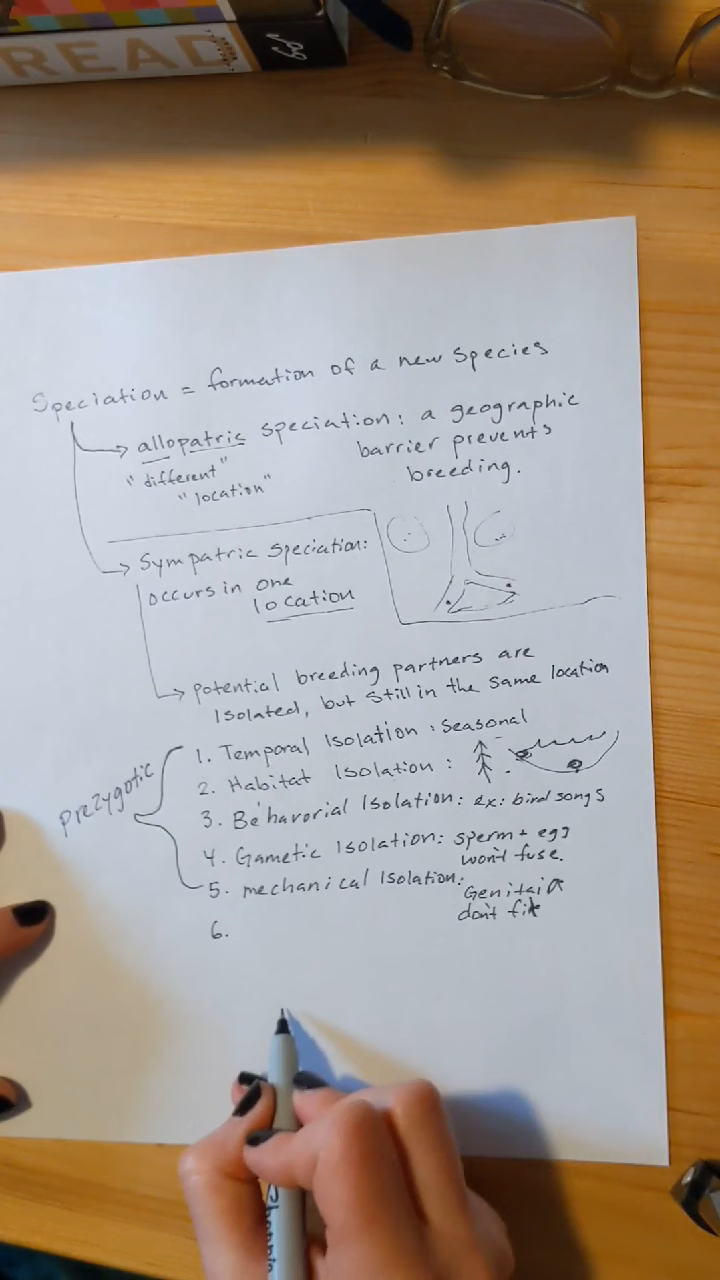 READ
Speciation = formation of a new species
allopatric speciation: a geographic
barrier prevents
breeding.
"different"
"location"
Sympatric speciation:
occurs in one
location
potential breeding partners are
isolated, but still in the same location
prezygotic
1. Temporal Isolation: Seasonal
2. Habitat Isolation:
3. Behavorial Isolation: ex: bird songs
4. Gametic Isolation: sperm + egg
won't fuse.
5. mechanical Isolation:
Genitaia
don't fit
6.